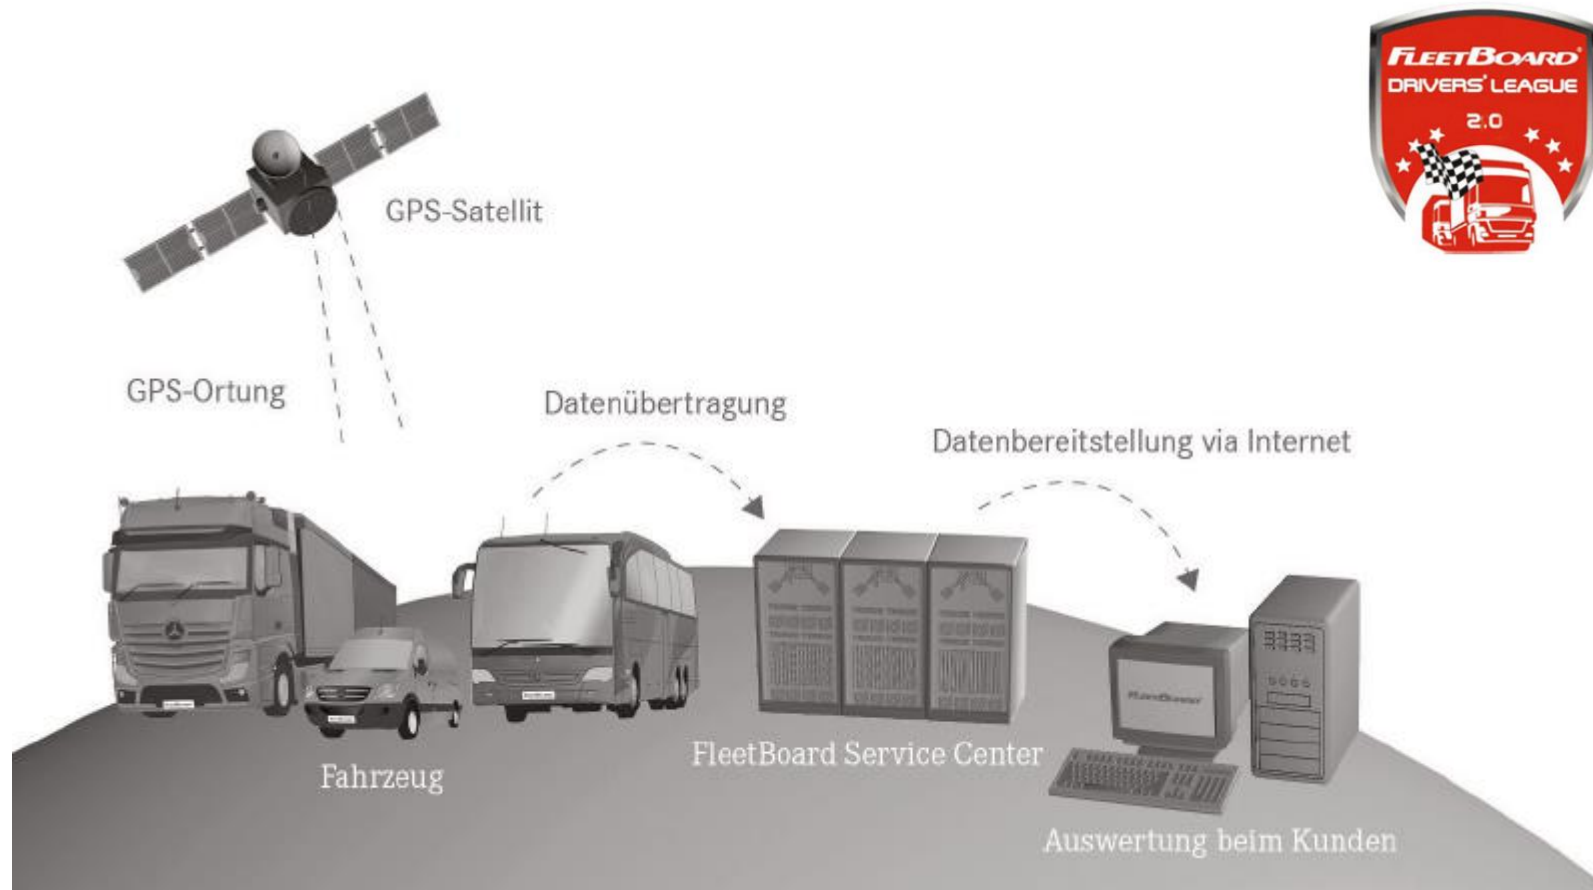 FLEETBOARD®
DRIVERS' LEAGUE
2.0
GPS-Satellit
GPS-Ortung
Datenübertragung
Datenbereitstellung via Internet
FLEETBOARD
FleetBoard Service Center
Fahrzeug
Auswertung beim Kunden